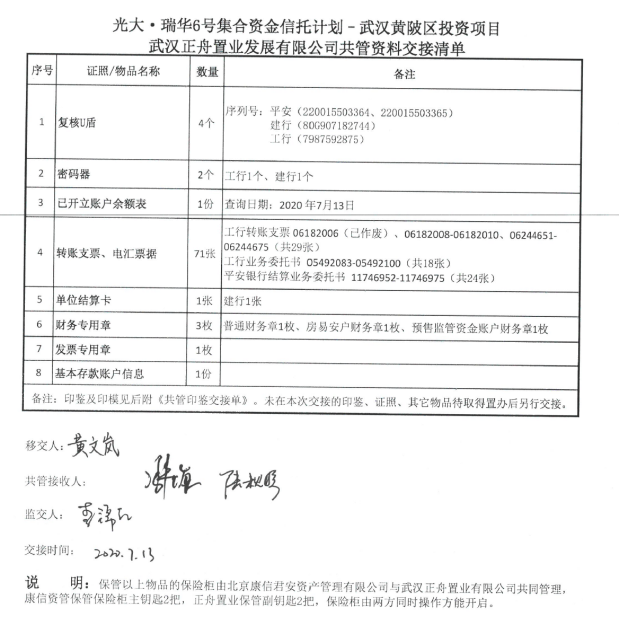 光大·瑞华6号集合资金信托计划－武汉黄陂区投资项目
武汉正舟置业发展有限公司共管资料交接清单
序号 证照/物品名称 数量 备注
1 复核U盾 4个 序列号：平安（220015503364、220015503365）
建行（80G907182744）
工行（7987592875）
2 密码器 2个 工行1个、建行1个
3 已开立账户余额表 1份 查询日期：2020年7月13日
4 转账支票、电汇票据 71张 工行转账支票 06182006（已作废）、06182008-06182010、06244651-
06244675（共29张）
工行业务委托书 05492083-05492100（共18张）
平安银行结算业务委托书 11746952-11746975（共24张）
5 单位结算卡 1张 建行1张
6 财务专用章 3枚 普通财务章1枚、房易安户财务章1枚、预售监管资金账户财务章1枚
7 发票专用章 1枚
8 基本存款账户信息 1份
备注：印鉴及印模见后附《共管印鉴交接单》。未在本次交接的印鉴、证照、其它物品待取得置办后另行交接。
移交人：黄文岚
共管接收人：
监交人：
交接时间：2020.7.13
说 明：保管以上物品的保险柜由北京康信君安资产管理有限公司与武汉正舟置业有限公司共同管理，
康信资管保管保险柜主钥匙2把，正舟置业保管副钥匙2把，保险柜由两方同时操作方能开启。